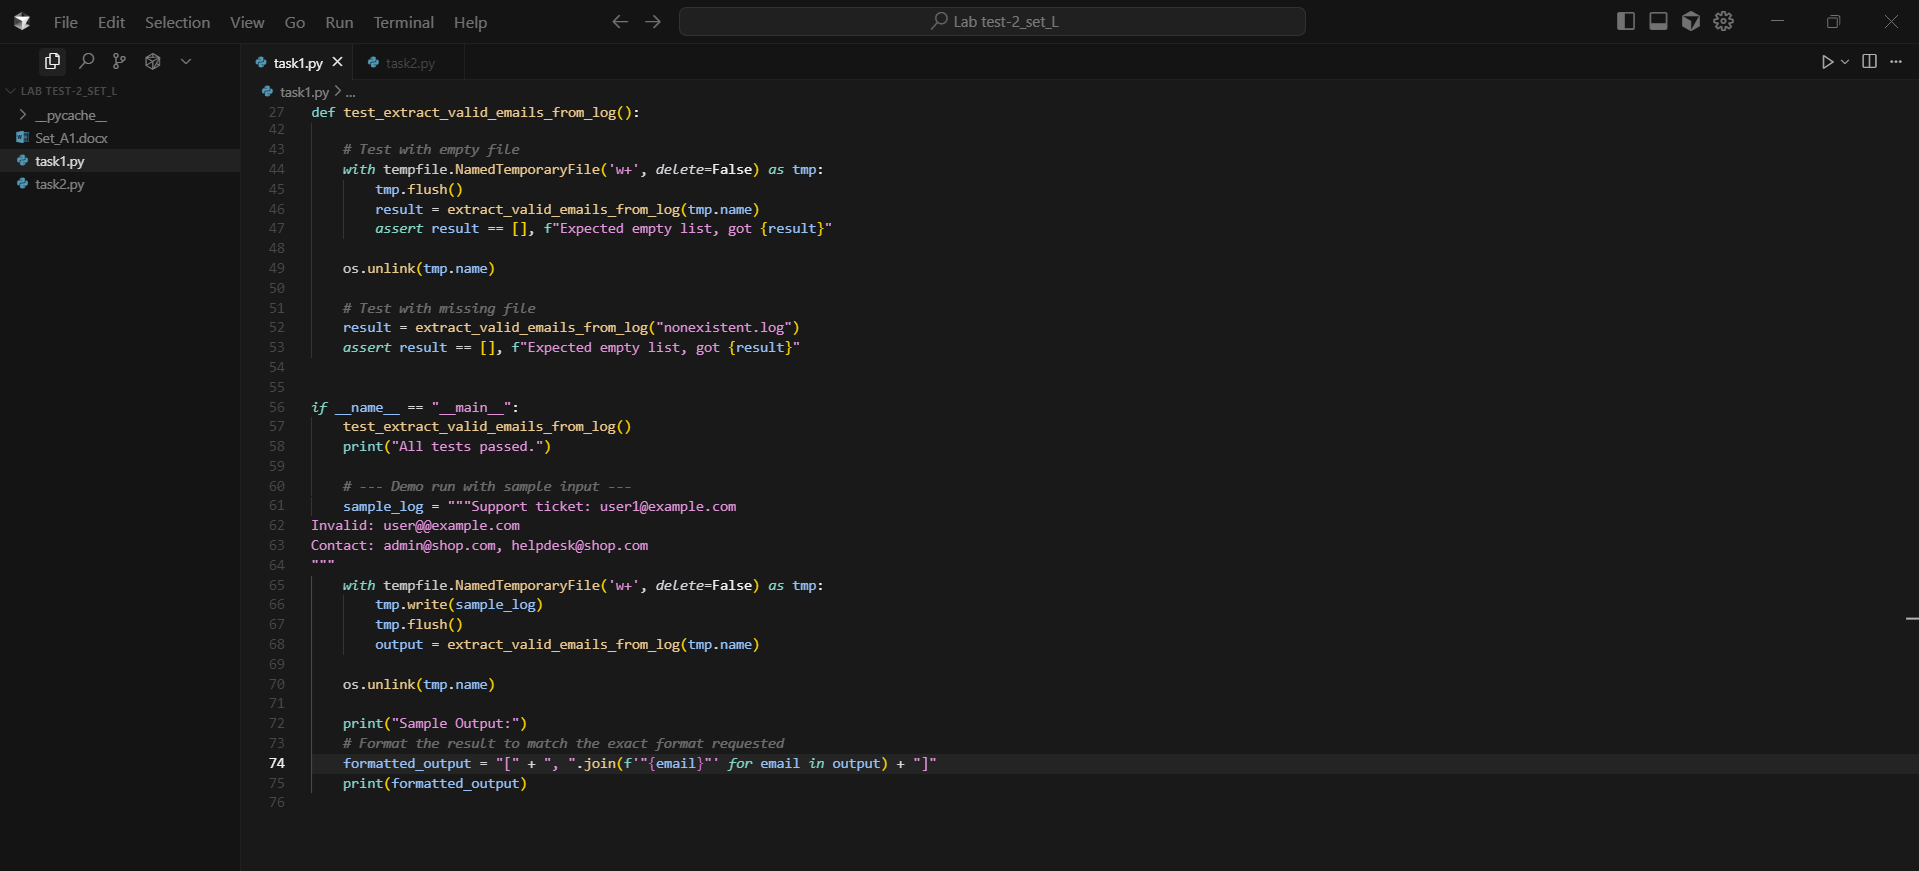 File Edit Selection View Go Run Terminal Help
Lab test-2_set_L
LAB TEST-2_SET_L
__pycache__
Set_A1.docx
task1.py
task2.py
task1.py
task2.py
task1.py > ...
27 def test_extract_valid_emails_from_log():
42
43     # Test with empty file
44     with tempfile.NamedTemporaryFile('w+', delete=False) as tmp:
45         tmp.flush()
46         result = extract_valid_emails_from_log(tmp.name)
47         assert result == [], f"Expected empty list, got {result}"
48
49     os.unlink(tmp.name)
50
51     # Test with missing file
52     result = extract_valid_emails_from_log("nonexistent.log")
53     assert result == [], f"Expected empty list, got {result}"
54
55
56 if __name__ == "__main__":
57     test_extract_valid_emails_from_log()
58     print("All tests passed.")
59
60     # --- Demo run with sample input ---
61     sample_log = """Support ticket: user1@example.com
62 Invalid: user@@example.com
63 Contact: admin@shop.com, helpdesk@shop.com
64 """
65     with tempfile.NamedTemporaryFile('w+', delete=False) as tmp:
66         tmp.write(sample_log)
67         tmp.flush()
68         output = extract_valid_emails_from_log(tmp.name)
69
70     os.unlink(tmp.name)
71
72     print("Sample Output:")
73     # Format the result to match the exact format requested
74     formatted_output = "[" + ", ".join(f'"{email}"' for email in output) + "]"
75     print(formatted_output)
76